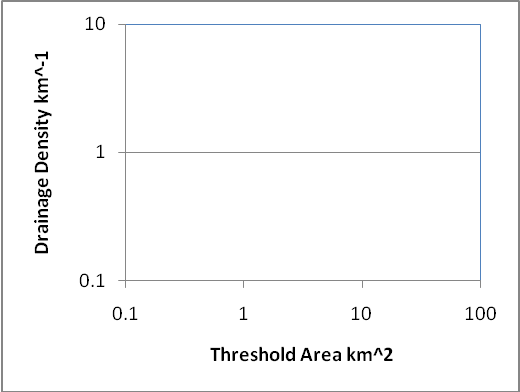 10
Drainage Density km^-1
1
0.1
0.1 1 10 100
Threshold Area km^2